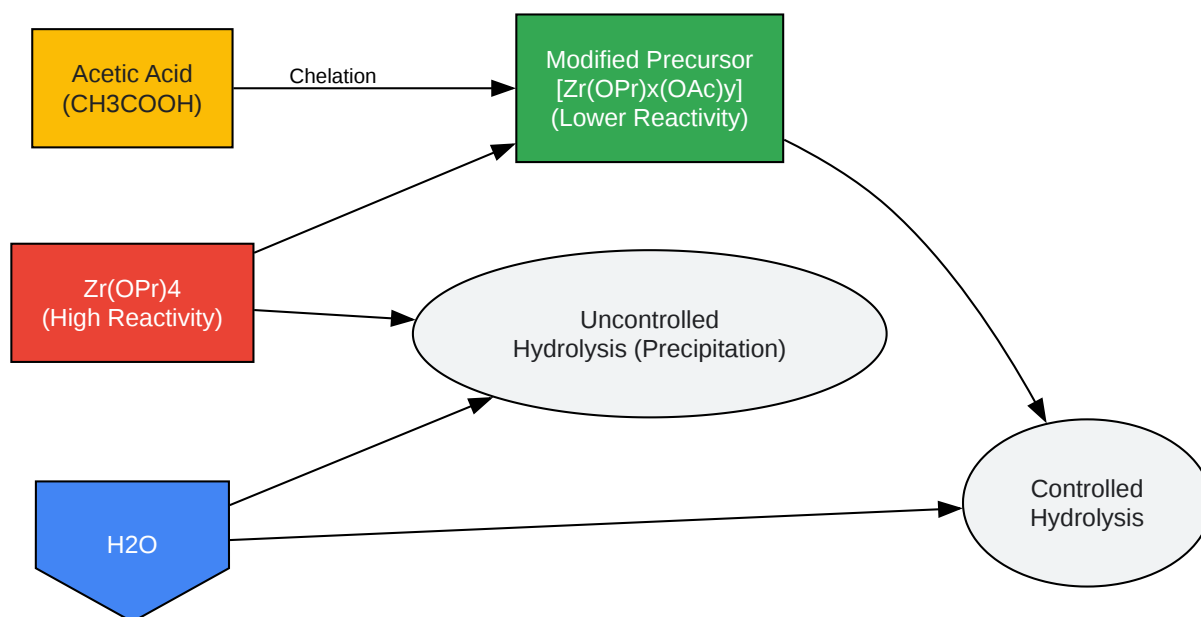 Acetic Acid
(CH3COOH)
Chelation
Modified Precursor
[Zr(OPr)x(OAc)y]
(Lower Reactivity)
Zr(OPr)4
(High Reactivity)
Uncontrolled
Hydrolysis (Precipitation)
H2O
Controlled
Hydrolysis